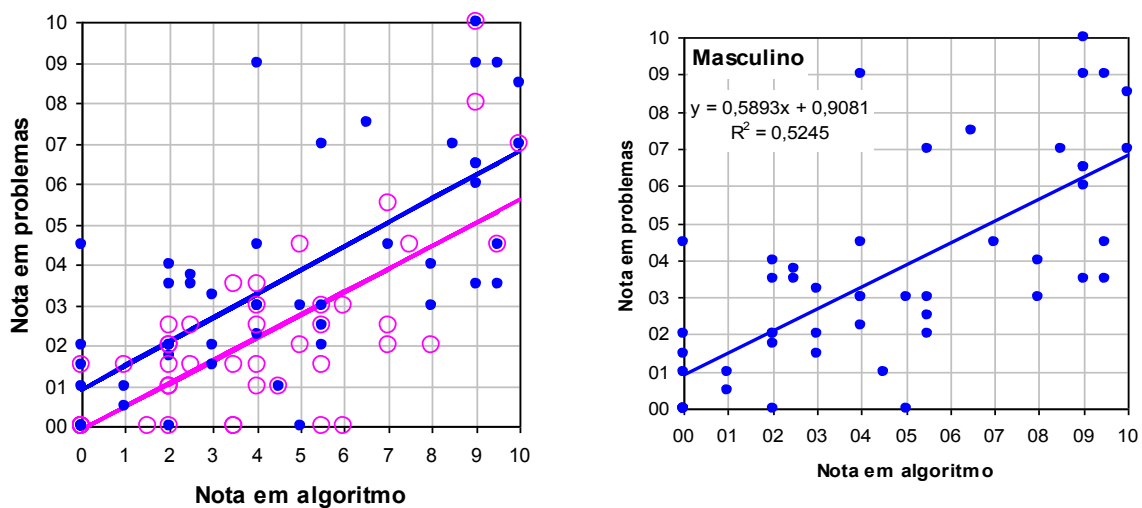 Nota em problemas
10
09
08
07
06
05
04
03
02
01
00
0 1 2 3 4 5 6 7 8 9 10
Nota em algoritmo
Nota em problemas
10
09
08
07
06
05
04
03
02
01
00
Masculino
y = 0,5893x + 0,9081
R² = 0,5245
00 01 02 03 04 05 06 07 08 09 10
Nota em algoritmo